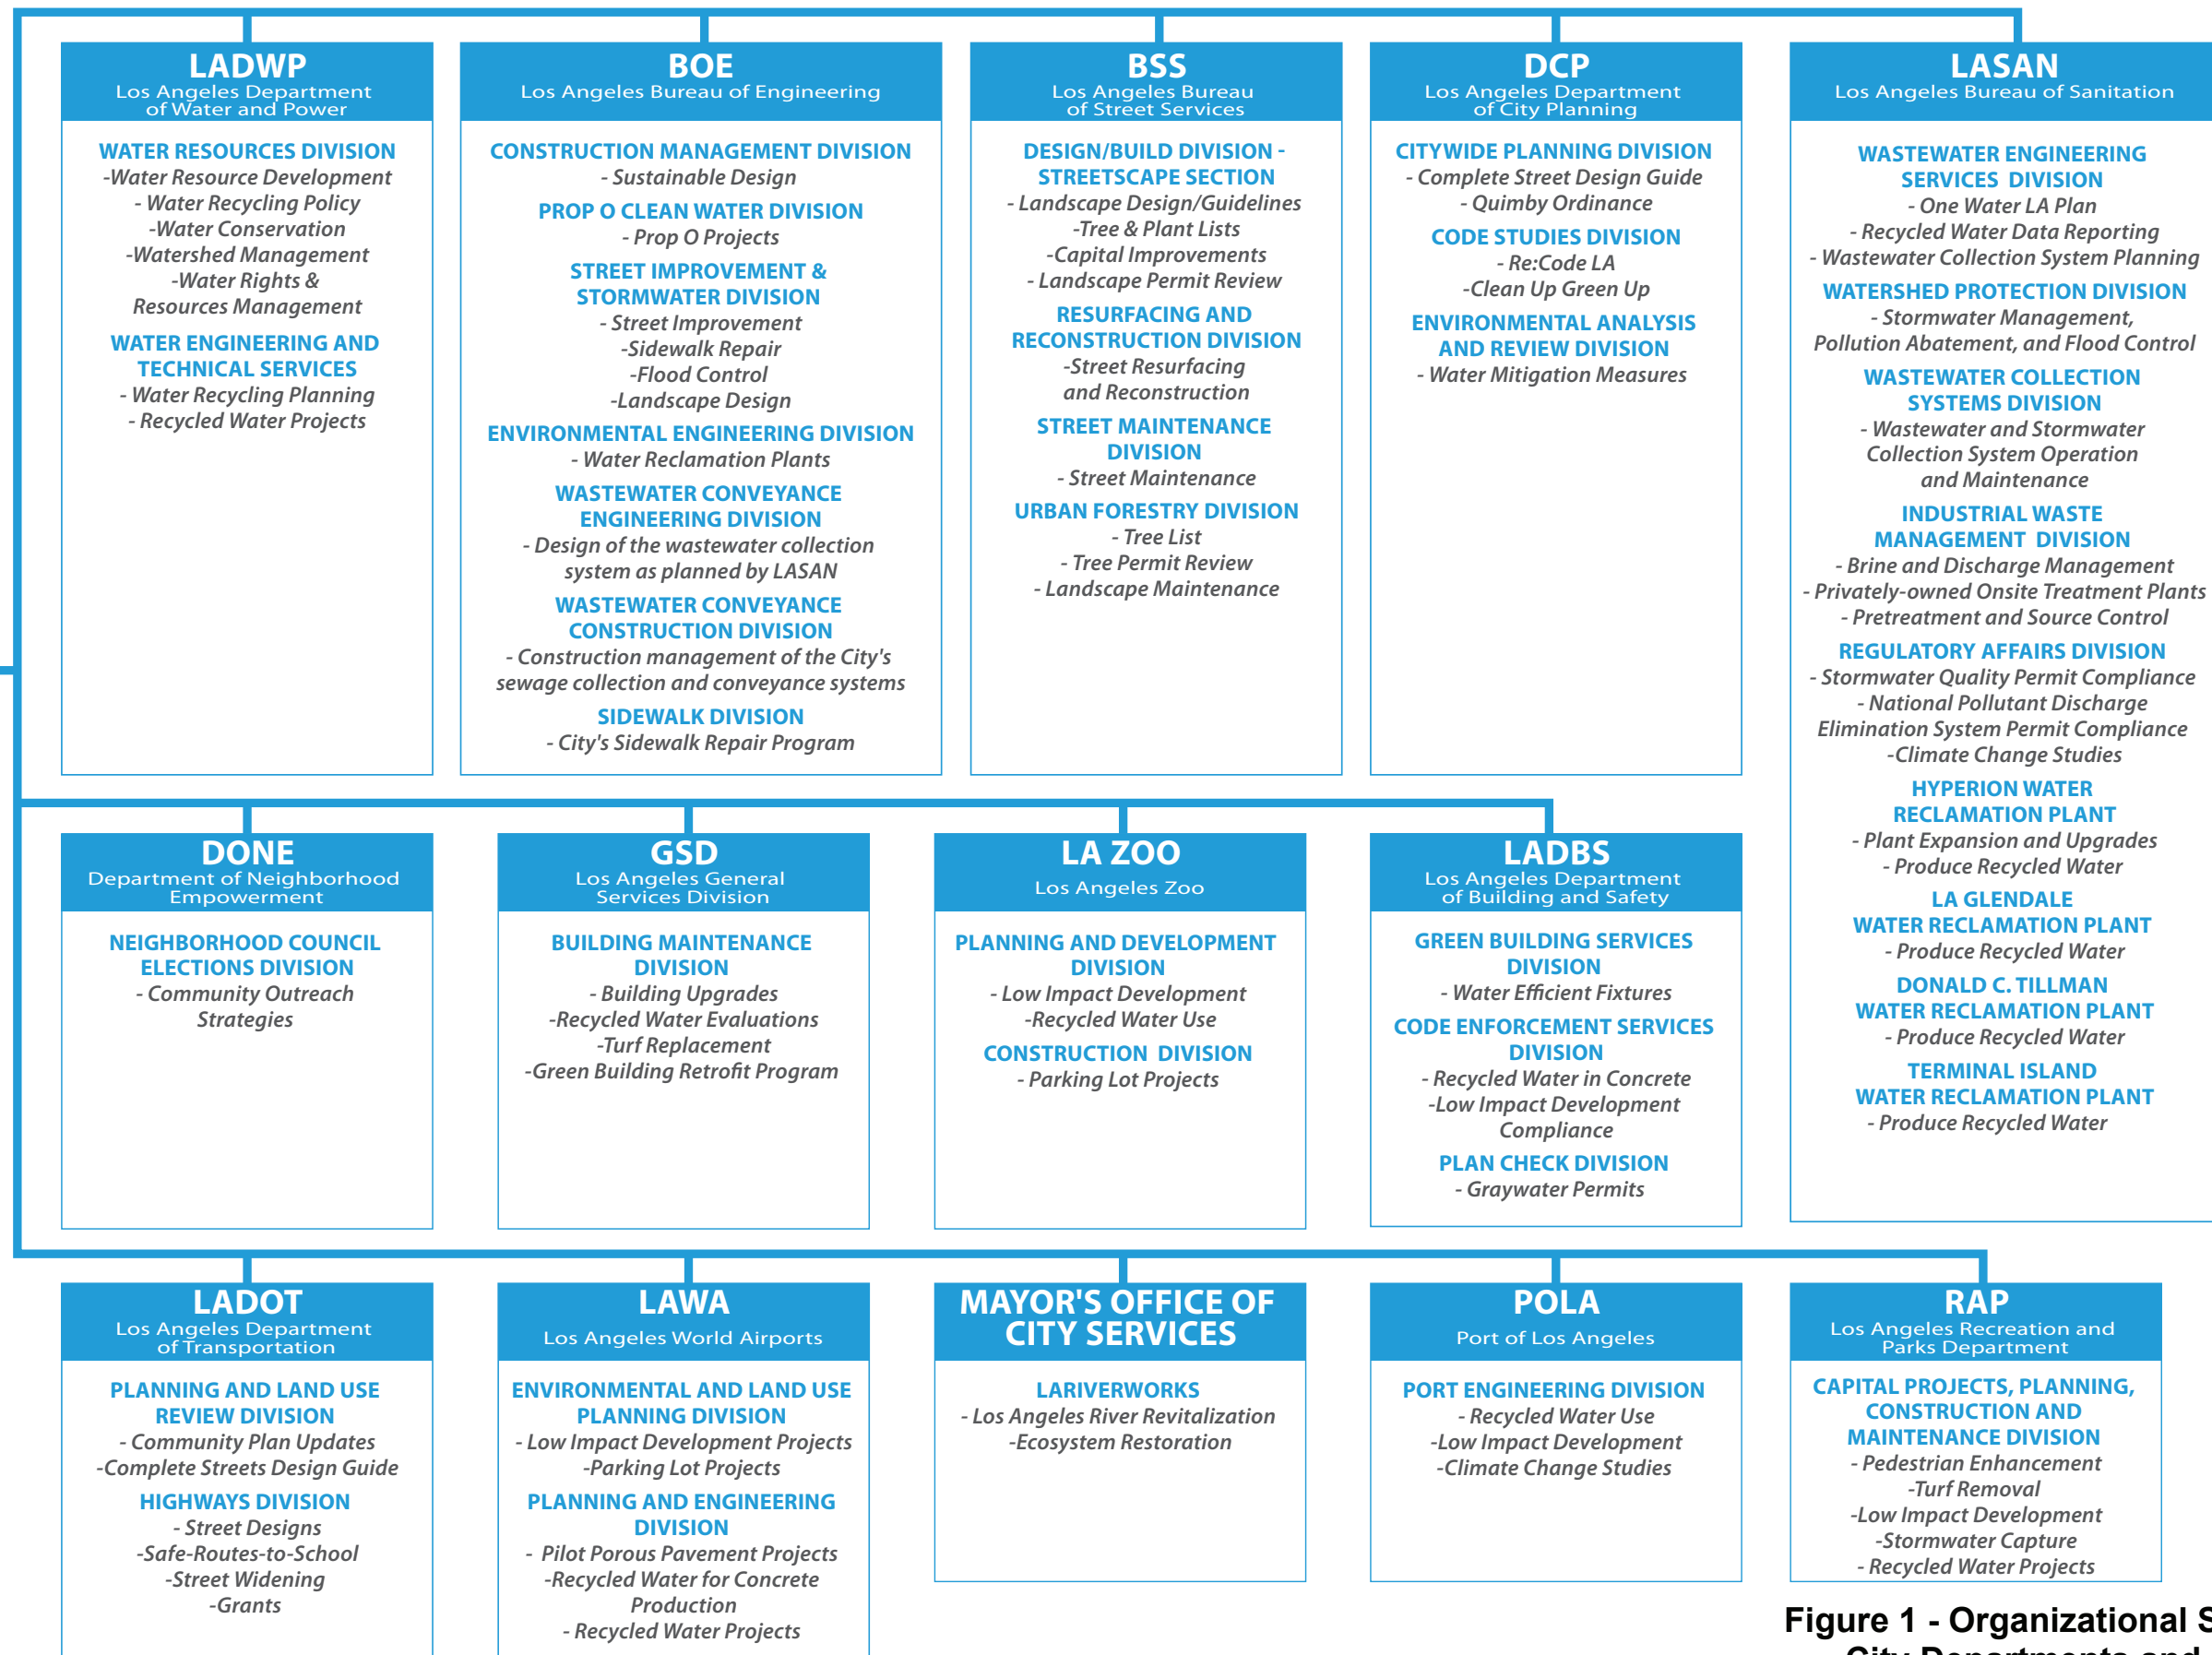 LADWP
Los Angeles Department
of Water and Power
WATER RESOURCES DIVISION
-Water Resource Development
- Water Recycling Policy
-Water Conservation
-Watershed Management
-Water Rights &
Resources Management
WATER ENGINEERING AND
TECHNICAL SERVICES
- Water Recycling Planning
- Recycled Water Projects
BOE
Los Angeles Bureau of Engineering
CONSTRUCTION MANAGEMENT DIVISION
- Sustainable Design
PROP O CLEAN WATER DIVISION
- Prop O Projects
STREET IMPROVEMENT &
STORMWATER DIVISION
- Street Improvement
-Sidewalk Repair
-Flood Control
-Landscape Design
ENVIRONMENTAL ENGINEERING DIVISION
- Water Reclamation Plants
WASTEWATER CONVEYANCE
ENGINEERING DIVISION
- Design of the wastewater collection
system as planned by LASAN
WASTEWATER CONVEYANCE
CONSTRUCTION DIVISION
- Construction management of the City's
sewage collection and conveyance systems
SIDEWALK DIVISION
- City's Sidewalk Repair Program
BSS
Los Angeles Bureau
of Street Services
DESIGN/BUILD DIVISION -
STREETSCAPE SECTION
- Landscape Design/Guidelines
-Tree & Plant Lists
-Capital Improvements
- Landscape Permit Review
RESURFACING AND
RECONSTRUCTION DIVISION
-Street Resurfacing
and Reconstruction
STREET MAINTENANCE
DIVISION
- Street Maintenance
URBAN FORESTRY DIVISION
- Tree List
- Tree Permit Review
- Landscape Maintenance
DCP
Los Angeles Department
of City Planning
CITYWIDE PLANNING DIVISION
- Complete Street Design Guide
- Quimby Ordinance
CODE STUDIES DIVISION
- Re:Code LA
-Clean Up Green Up
ENVIRONMENTAL ANALYSIS
AND REVIEW DIVISION
- Water Mitigation Measures
LASAN
Los Angeles Bureau of Sanitation
WASTEWATER ENGINEERING
SERVICES DIVISION
- One Water LA Plan
- Recycled Water Data Reporting
- Wastewater Collection System Planning
WATERSHED PROTECTION DIVISION
- Stormwater Management,
Pollution Abatement, and Flood Control
WASTEWATER COLLECTION
SYSTEMS DIVISION
- Wastewater and Stormwater
Collection System Operation
and Maintenance
INDUSTRIAL WASTE
MANAGEMENT DIVISION
- Brine and Discharge Management
- Privately-owned Onsite Treatment Plants
- Pretreatment and Source Control
REGULATORY AFFAIRS DIVISION
- Stormwater Quality Permit Compliance
- National Pollutant Discharge
Elimination System Permit Compliance
-Climate Change Studies
HYPERION WATER
RECLAMATION PLANT
- Plant Expansion and Upgrades
- Produce Recycled Water
LA GLENDALE
WATER RECLAMATION PLANT
- Produce Recycled Water
DONALD C. TILLMAN
WATER RECLAMATION PLANT
- Produce Recycled Water
TERMINAL ISLAND
WATER RECLAMATION PLANT
- Produce Recycled Water
DONE
Department of Neighborhood
Empowerment
NEIGHBORHOOD COUNCIL
ELECTIONS DIVISION
- Community Outreach
Strategies
GSD
Los Angeles General
Services Division
BUILDING MAINTENANCE
DIVISION
- Building Upgrades
-Recycled Water Evaluations
-Turf Replacement
-Green Building Retrofit Program
LA ZOO
Los Angeles Zoo
PLANNING AND DEVELOPMENT
DIVISION
- Low Impact Development
-Recycled Water Use
CONSTRUCTION DIVISION
- Parking Lot Projects
LADBS
Los Angeles Department
of Building and Safety
GREEN BUILDING SERVICES
DIVISION
- Water Efficient Fixtures
CODE ENFORCEMENT SERVICES
DIVISION
- Recycled Water in Concrete
-Low Impact Development
Compliance
PLAN CHECK DIVISION
- Graywater Permits
LADOT
Los Angeles Department
of Transportation
PLANNING AND LAND USE
REVIEW DIVISION
- Community Plan Updates
-Complete Streets Design Guide
HIGHWAYS DIVISION
- Street Designs
-Safe-Routes-to-School
-Street Widening
-Grants
LAWA
Los Angeles World Airports
ENVIRONMENTAL AND LAND USE
PLANNING DIVISION
- Low Impact Development Projects
-Parking Lot Projects
PLANNING AND ENGINEERING
DIVISION
- Pilot Porous Pavement Projects
-Recycled Water for Concrete
Production
- Recycled Water Projects
MAYOR'S OFFICE OF
CITY SERVICES
LARIVERWORKS
- Los Angeles River Revitalization
-Ecosystem Restoration
POLA
Port of Los Angeles
PORT ENGINEERING DIVISION
- Recycled Water Use
-Low Impact Development
-Climate Change Studies
RAP
Los Angeles Recreation and
Parks Department
CAPITAL PROJECTS, PLANNING,
CONSTRUCTION AND
MAINTENANCE DIVISION
- Pedestrian Enhancement
-Turf Removal
-Low Impact Development
-Stormwater Capture
- Recycled Water Projects
Figure 1 - Organizational
City Departments and